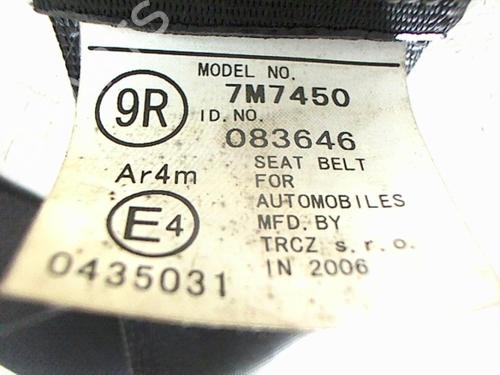 MODEL NO.
9R
7M7450
ID.NO.
083646
Ar4m
SEAT BELT
FOR
AUTOMOBILES
E4
MFD. BY
TRCZ s.r.o.
0435031
IN 2006